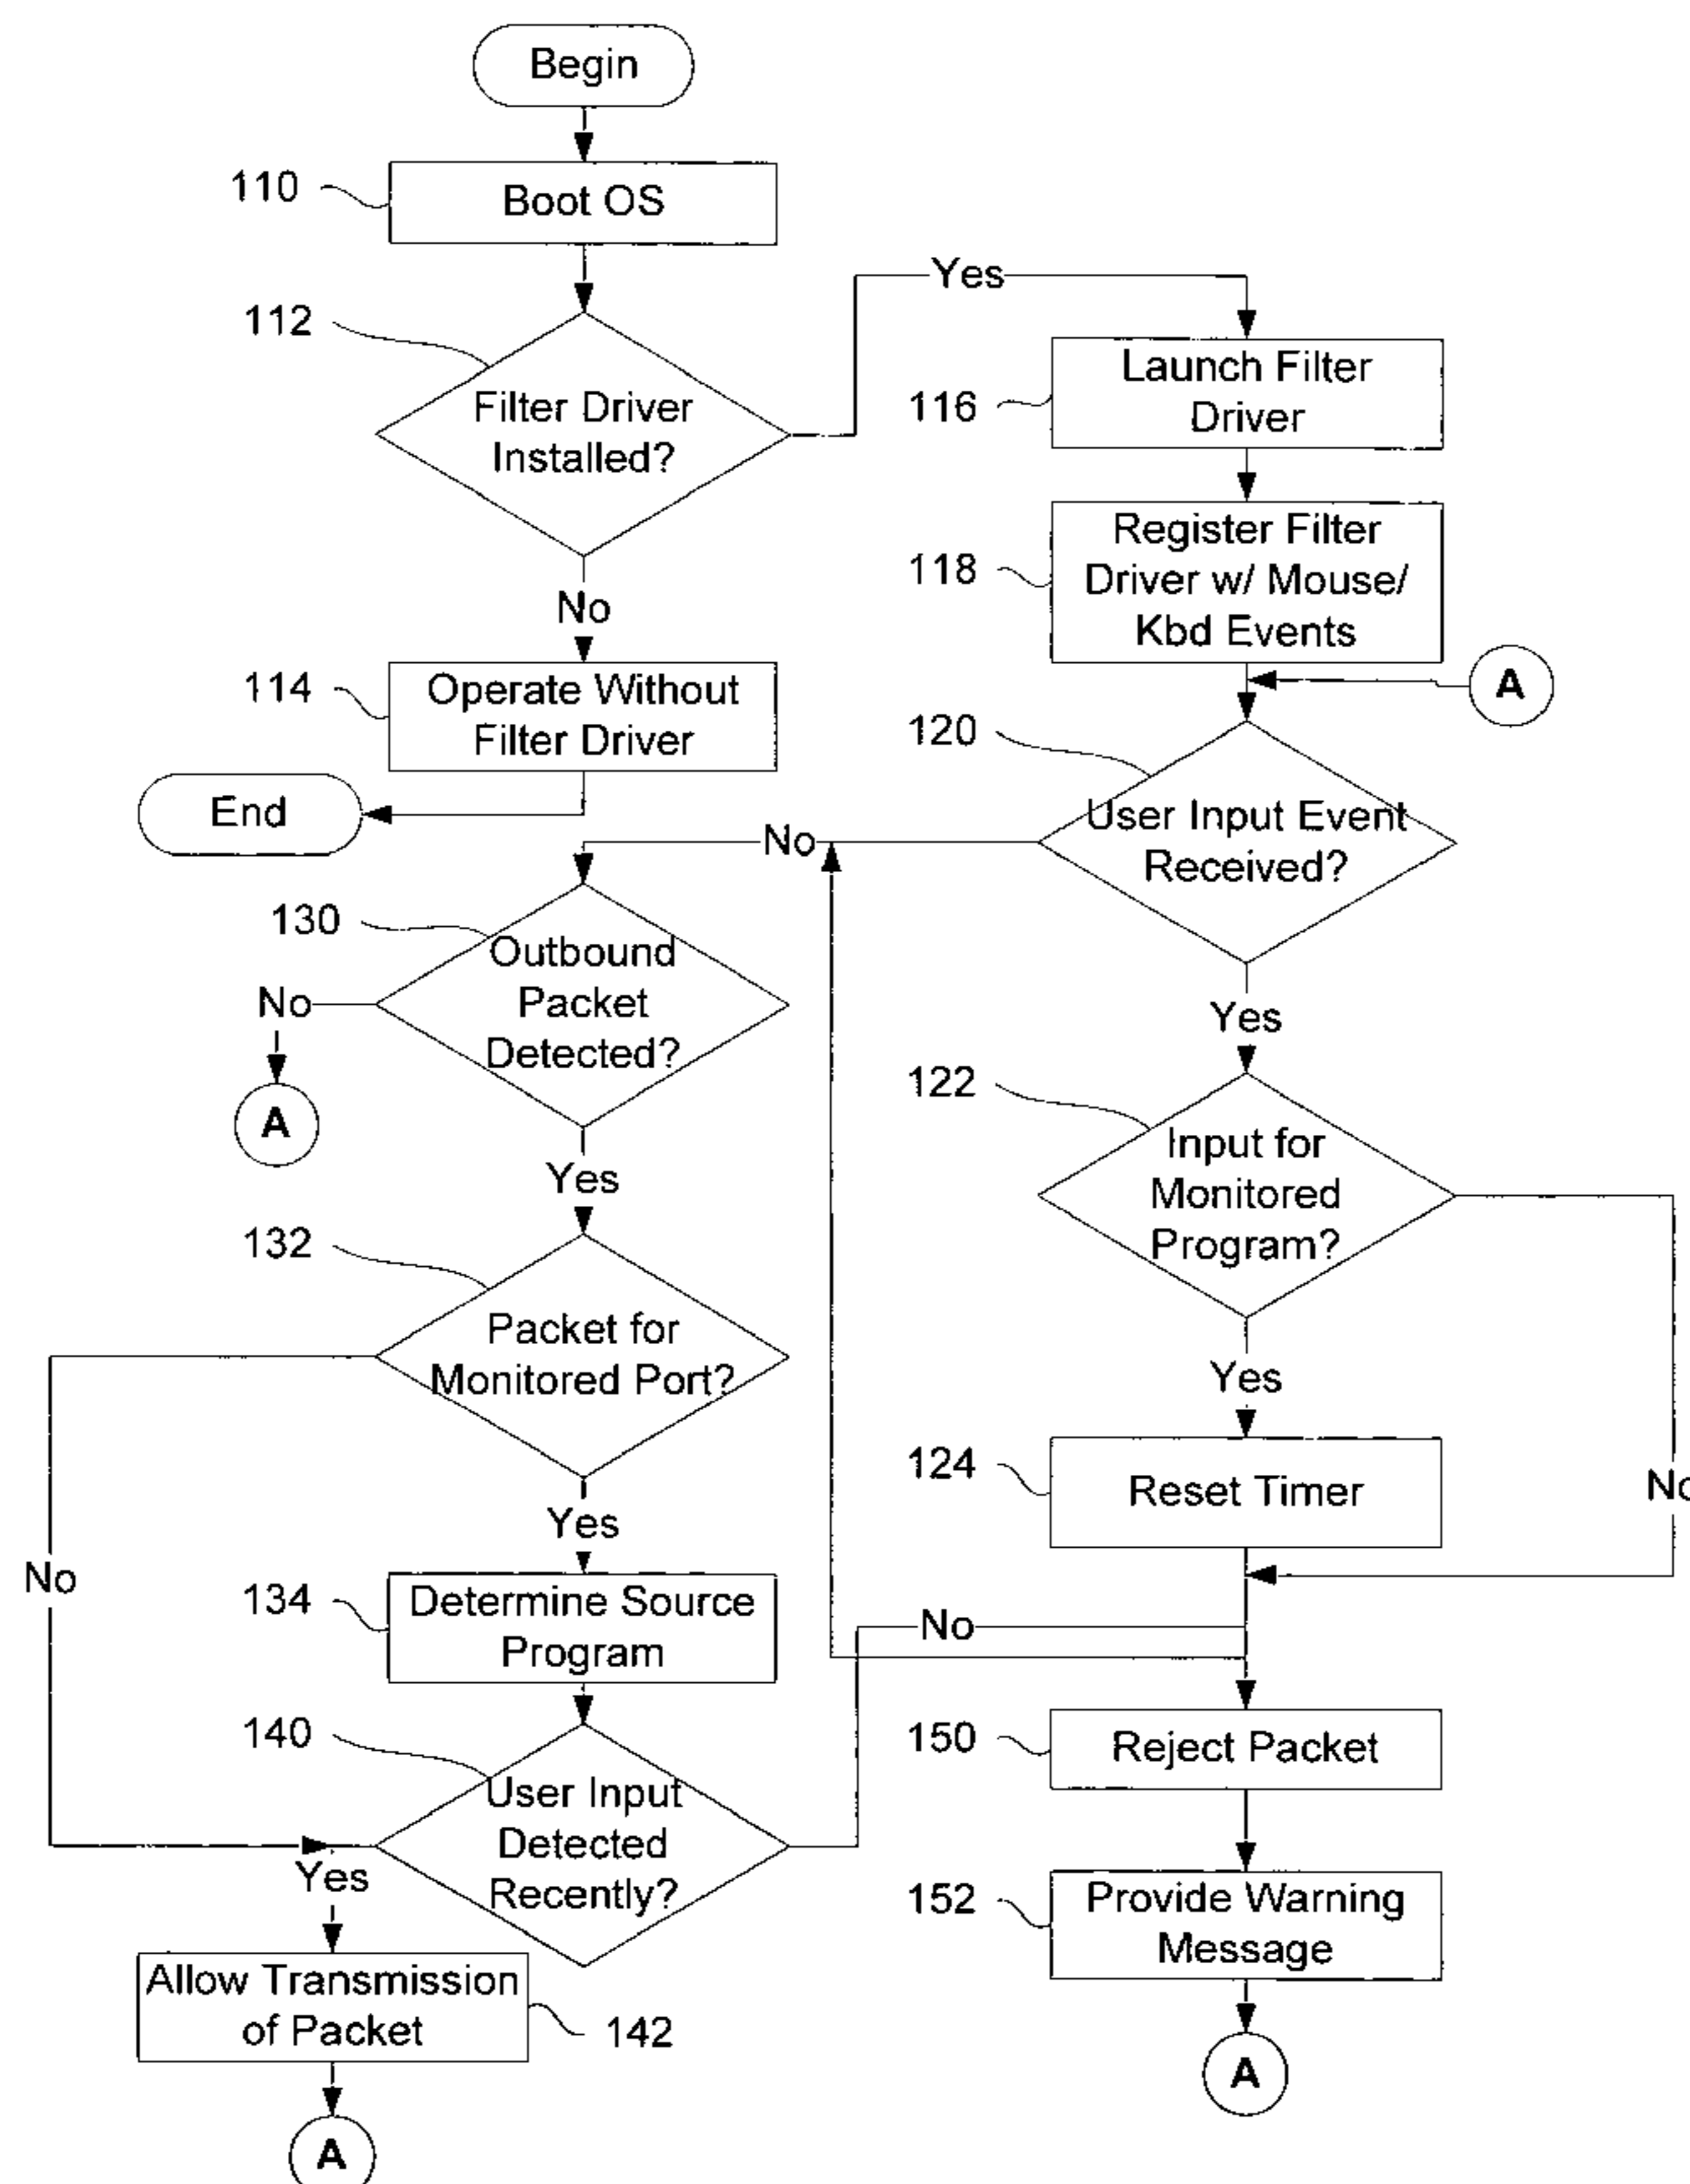 Begin
110
Boot OS
112
Filter Driver
Installed?
Yes
No
116
Launch Filter
Driver
118
Register Filter
Driver w/ Mouse/
Kbd Events
A
114
Operate Without
Filter Driver
End
120
User Input Event
Received?
No
Yes
130
Outbound
Packet
Detected?
No
A
Yes
122
Input for
Monitored
Program?
No
Yes
132
Packet for
Monitored Port?
No
Yes
124
Reset Timer
134
Determine Source
Program
140
User Input
Detected
Recently?
No
Yes
150
Reject Packet
152
Provide Warning
Message
A
Allow Transmission
of Packet
142
A